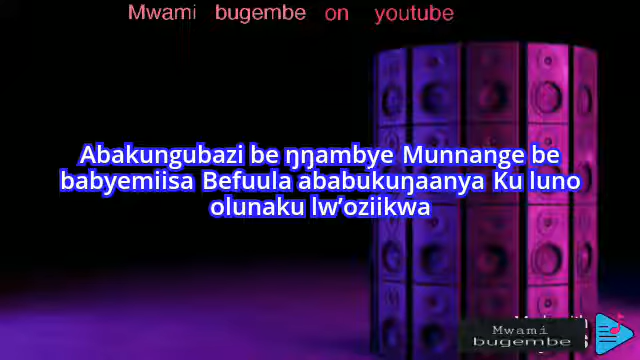 Mwami bugembe on youtube
Abakungubazi be ŋŋambye Munnange be
babyemiisa Befuula ababukuŋaanya Ku luno
olunaku lw’oziikwa
Mwami
bugembe